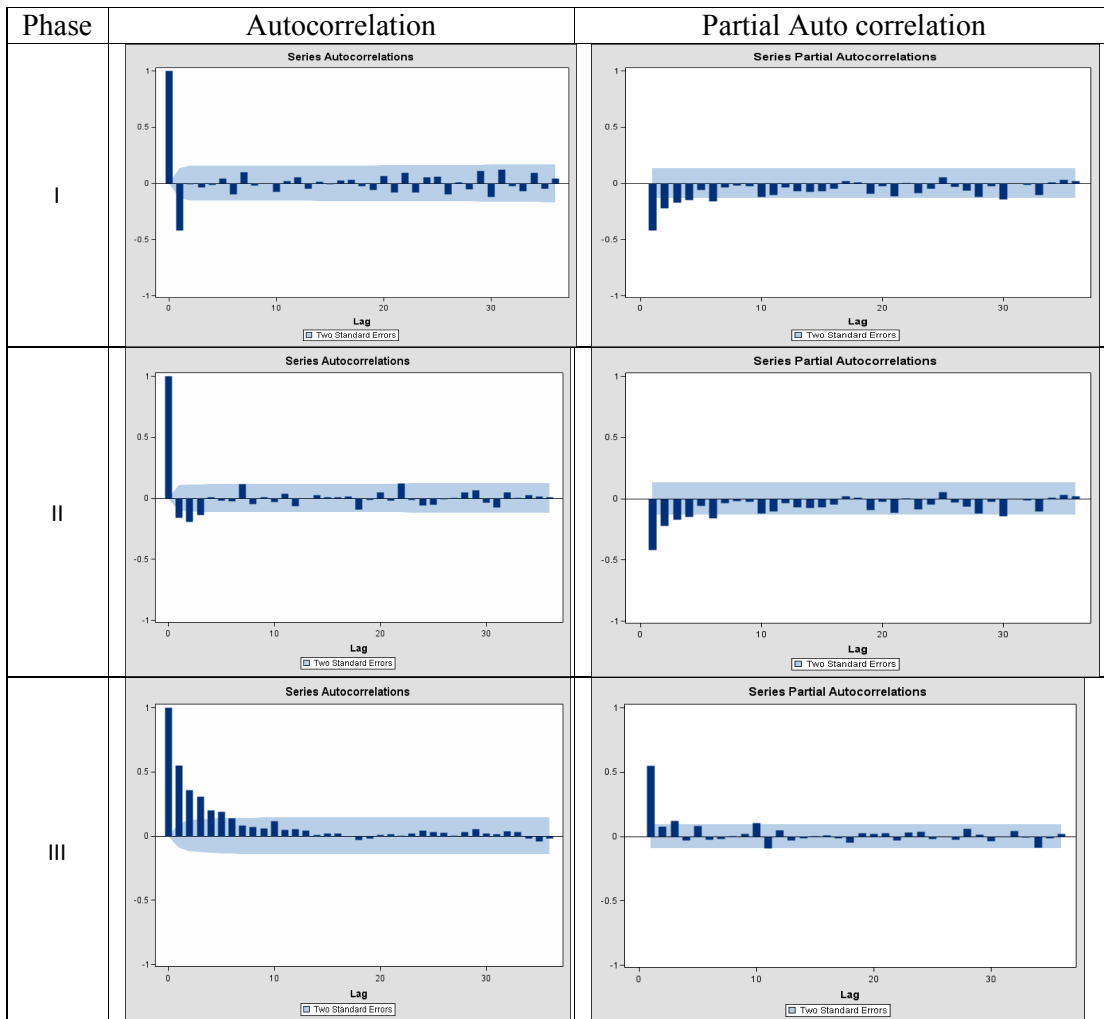 Phase Autocorrelation Partial Auto correlation
I
Series Autocorrelations
1
0.5
0
-0.5
-1
0 10 20 30
Lag
Two Standard Errors
Series Partial Autocorrelations
1
0.5
0
-0.5
-1
0 10 20 30
Lag
Two Standard Errors
II
Series Autocorrelations
1
0.5
0
-0.5
-1
0 10 20 30
Lag
Two Standard Errors
Series Partial Autocorrelations
1
0.5
0
-0.5
-1
0 10 20 30
Lag
Two Standard Errors
III
Series Autocorrelations
1
0.5
0
-0.5
-1
0 10 20 30
Lag
Two Standard Errors
Series Partial Autocorrelations
1
0.5
0
-0.5
-1
0 10 20 30
Lag
Two Standard Errors